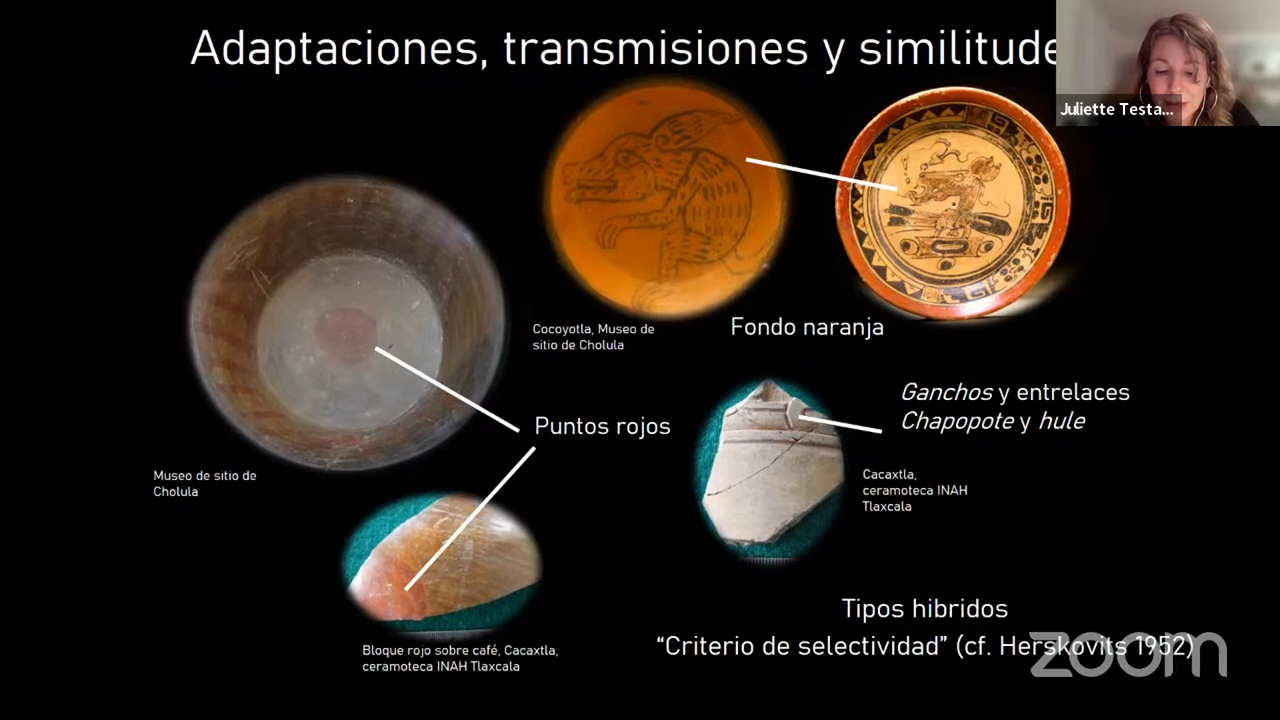 Adaptaciones, transmisiones y similitude
Juliette Testa...
Cocoyotla, Museo de
sitio de Cholula
Fondo naranja
Ganchos y entrelaces
Chapopote y hule
Puntos rojos
Museo de sitio de
Cholula
Cacaxtla,
ceramoteca INAH
Tlaxcala
Bloque rojo sobre café, Cacaxtla,
ceramoteca INAH Tlaxcala
Tipos hibridos
“Criterio de selectividad” (cf. Herskovits 1952)
zoom